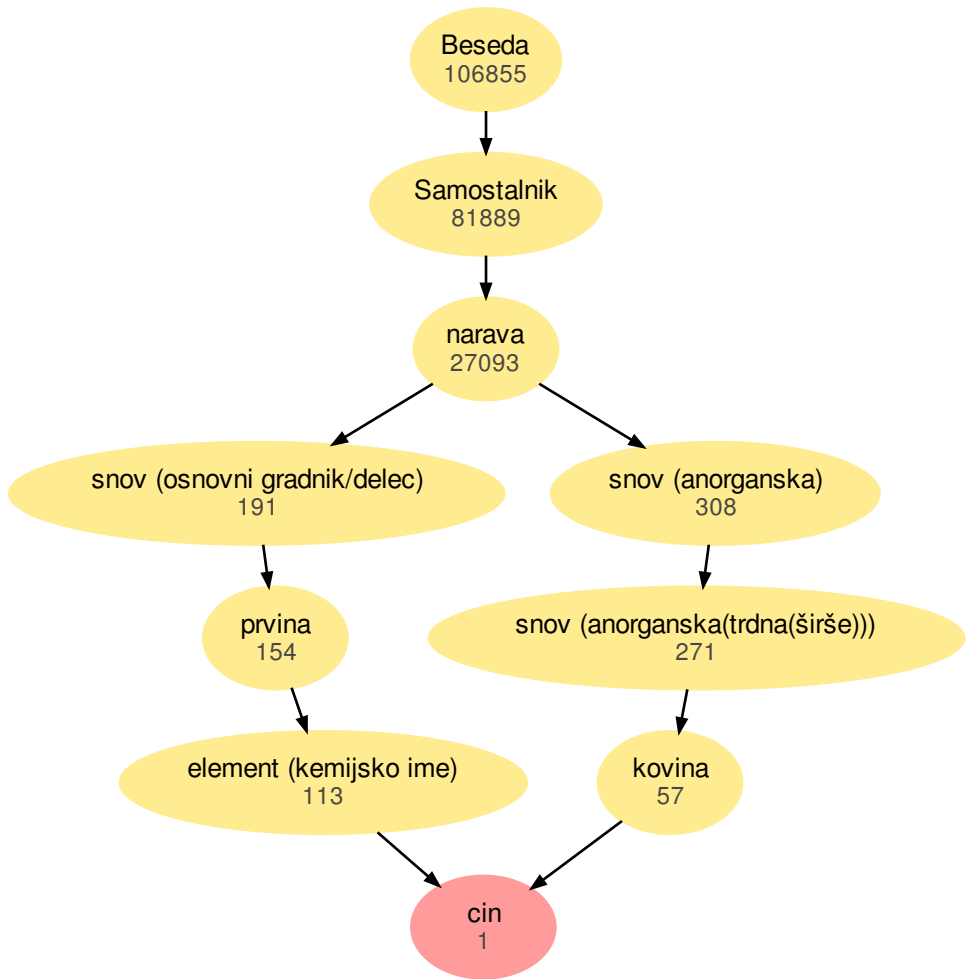 Beseda
106855
Samostalnik
81889
narava
27093
snov (osnovni gradnik/delec)
191
snov (anorganska)
308
prvina
154
snov (anorganska(trdna(širše)))
271
element (kemijsko ime)
113
kovina
57
cin
1